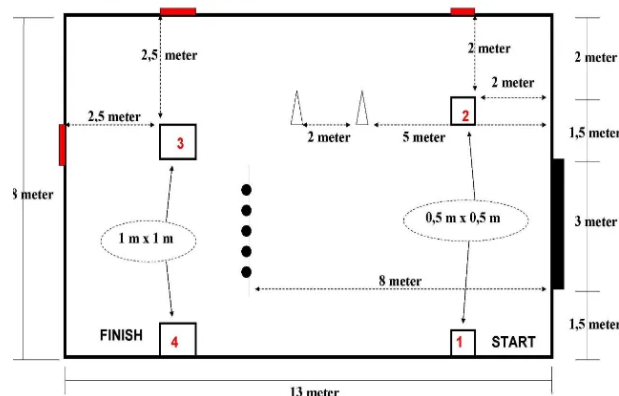 2,5 meter
2 meter
2 meter
2 meter
2,5 meter
2
3
2 meter
5 meter
1,5 meter
8 meter
1 m x 1 m
0,5 m x 0,5 m
3 meter
8 meter
FINISH
4
1
START
1,5 meter
13 meter